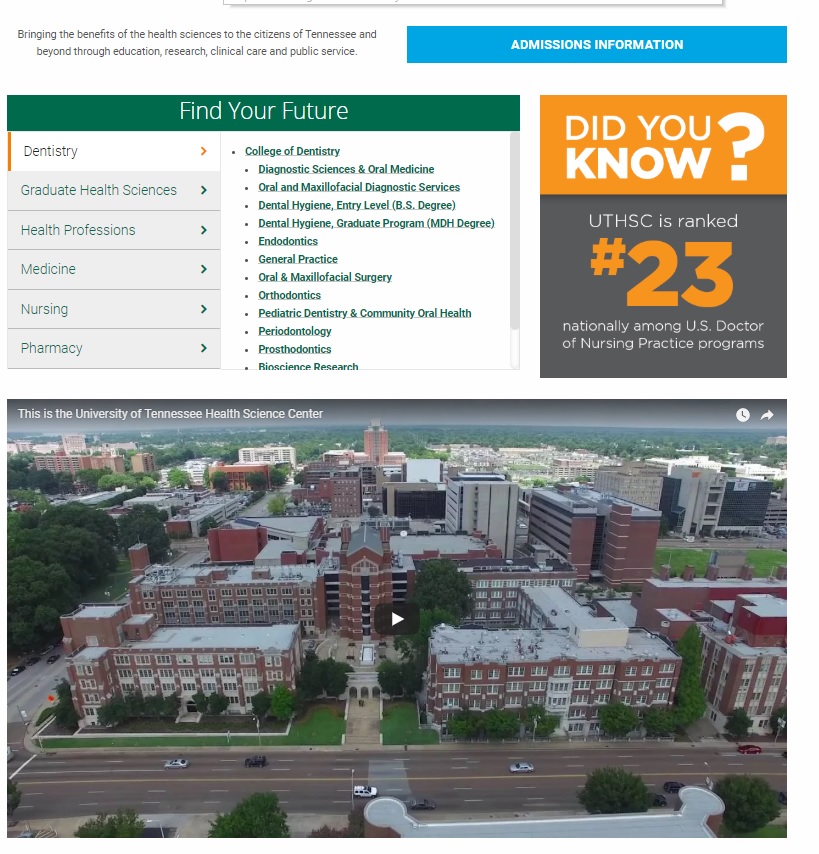 Bringing the benefits of the health sciences to the citizens of Tennessee and
beyond through education, research, clinical care and public service.
ADMISSIONS INFORMATION
Find Your Future
Dentistry
Graduate Health Sciences
Health Professions
Medicine
Nursing
Pharmacy
College of Dentistry
Diagnostic Sciences & Oral Medicine
Oral and Maxillofacial Diagnostic Services
Dental Hygiene, Entry Level (B.S. Degree)
Dental Hygiene, Graduate Program (MDH Degree)
Endodontics
General Practice
Oral & Maxillofacial Surgery
Orthodontics
Pediatric Dentistry & Community Oral Health
Periodontology
Prosthodontics
Bioscience Research
DID YOU
KNOW ?
UTHSC is ranked
#23
nationally among U.S. Doctor
of Nursing Practice programs
This is the University of Tennessee Health Science Center